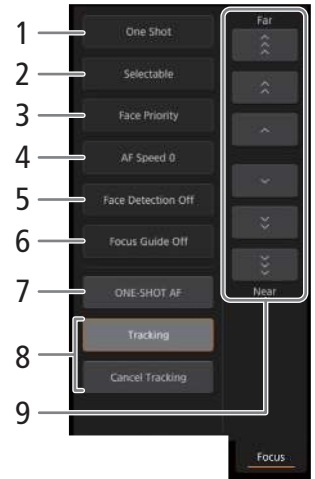 1 One Shot
2 Selectable
3 Face Priority
4 AF Speed 0
5 Face Detection Off
6 Focus Guide Off
7 ONE-SHOT AF
8 Tracking
Cancel Tracking
Far
Near
9
Focus